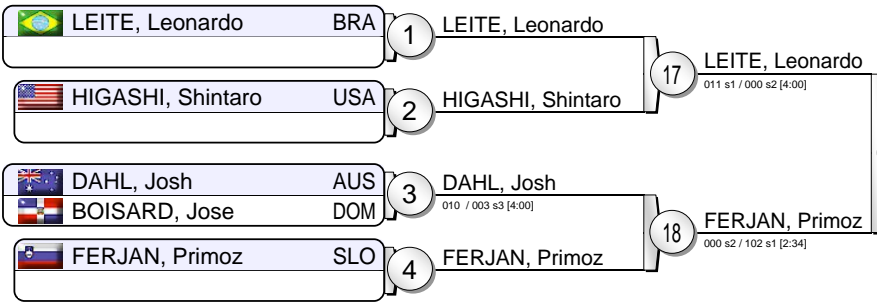 LEITE, Leonardo BRA
1
LEITE, Leonardo
HIGASHI, Shintaro USA
2
HIGASHI, Shintaro
17
LEITE, Leonardo
011 s1 / 000 s2 [4:00]
DAHL, Josh AUS
BOISARD, Jose DOM
3
DAHL, Josh
010 / 003 s3 [4:00]
FERJAN, Primoz SLO
4
FERJAN, Primoz
18
FERJAN, Primoz
000 s2 / 102 s1 [2:34]